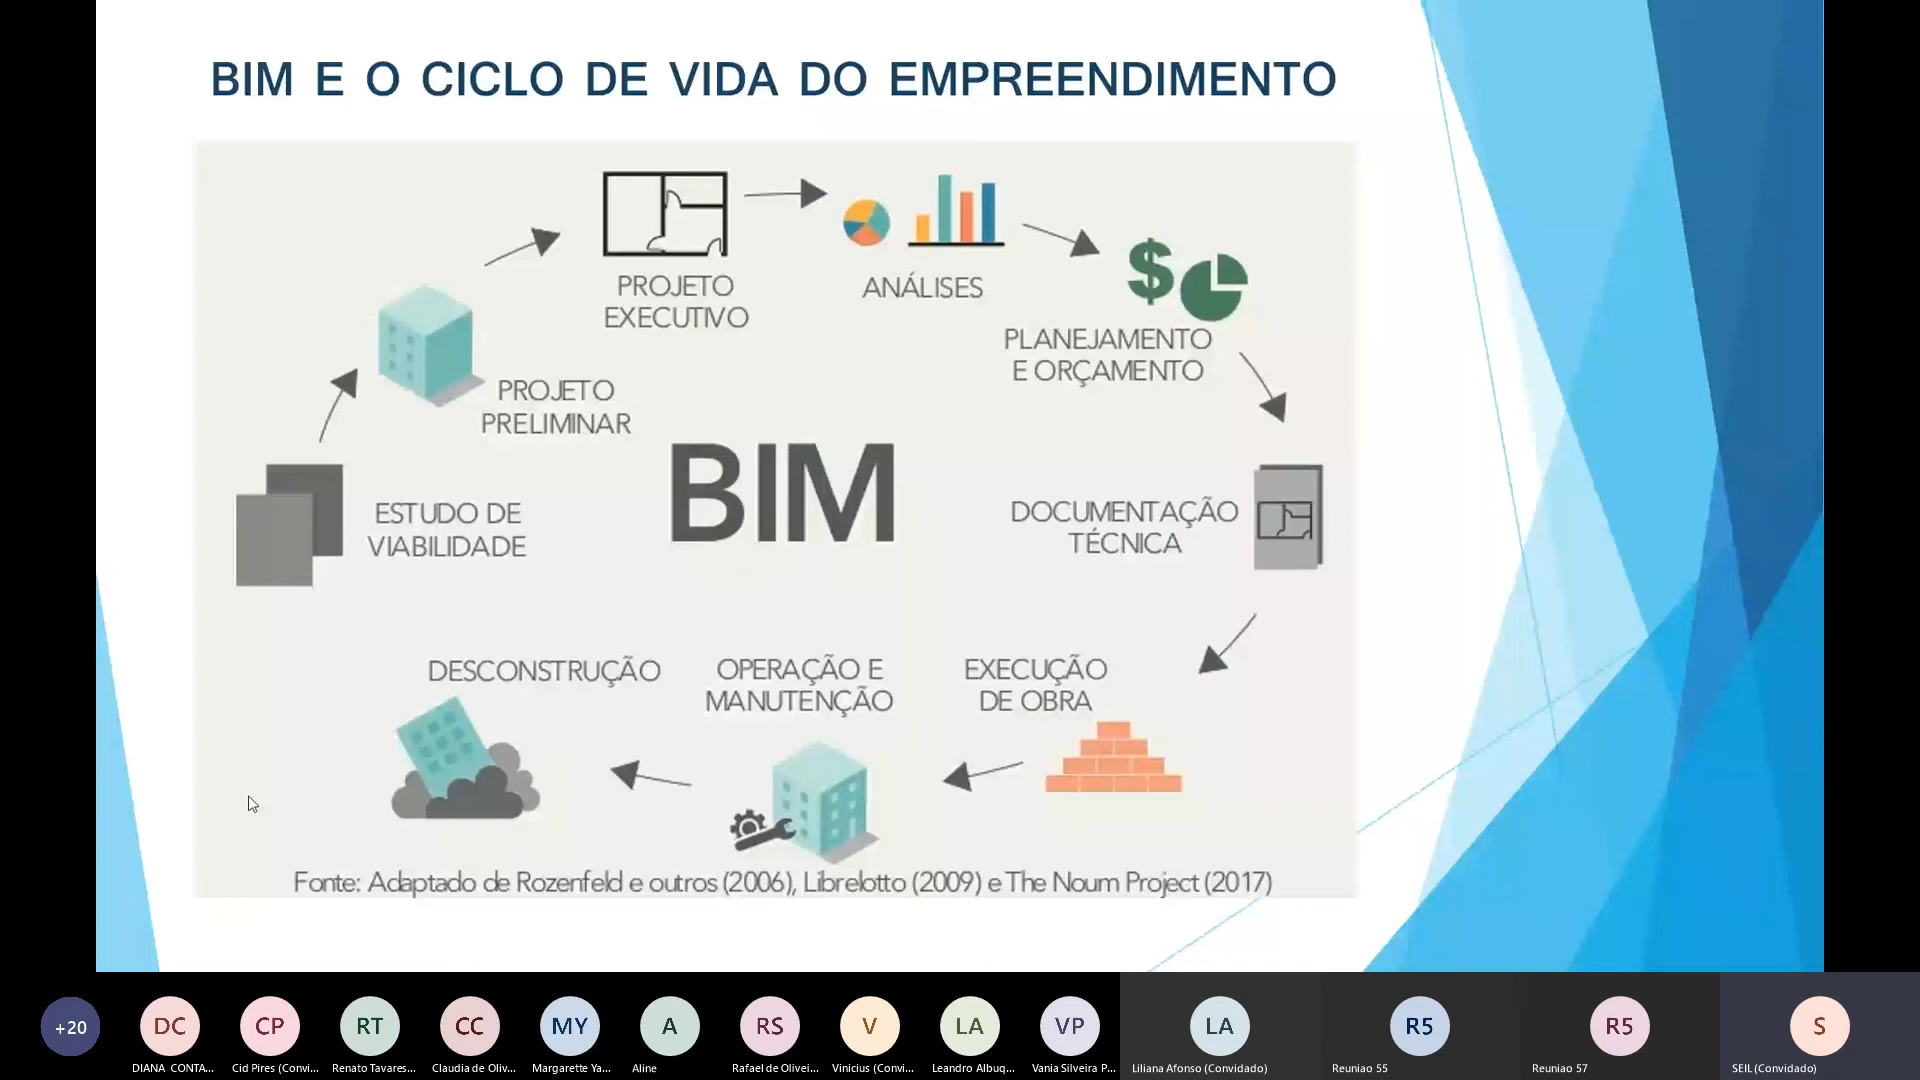 BIM E O CICLO DE VIDA DO EMPREENDIMENTO
PROJETO
EXECUTIVO
ANÁLISES
PLANEJAMENTO
E ORÇAMENTO
PROJETO
PRELIMINAR
BIM
ESTUDO DE
VIABILIDADE
DOCUMENTAÇÃO
TÉCNICA
DESCONSTRUÇÃO
OPERAÇÃO E
MANUTENÇÃO
EXECUÇÃO
DE OBRA
Fonte: Adaptado de Rozenfeld e outros (2006), Librelotto (2009) e The Noum Project (2017)
+20
DC
CP
RT
CC
MY
A
RS
V
LA
VP
LA
R5
R5
S
DIANA CONTA...
Cid Pires (Convi...
Renato Tavares...
Claudia de Oliv...
Margarette Ya...
Aline
Rafael de Olivei...
Vinicius (Convi...
Leandro Albuq...
Vania Silveira P...
Liliana Afonso (Convidado)
Reuniao 55
Reuniao 57
SEIL (Convidado)